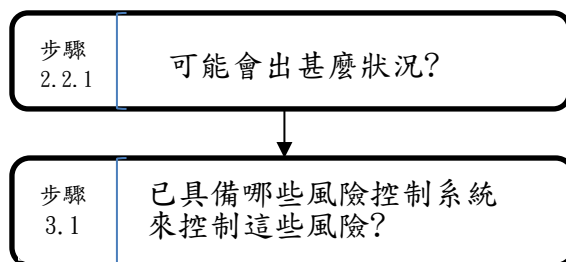 步驟
2.2.1
可能會出甚麼狀況?
步驟
3.1
已具備哪些風險控制系統
來控制這些風險?